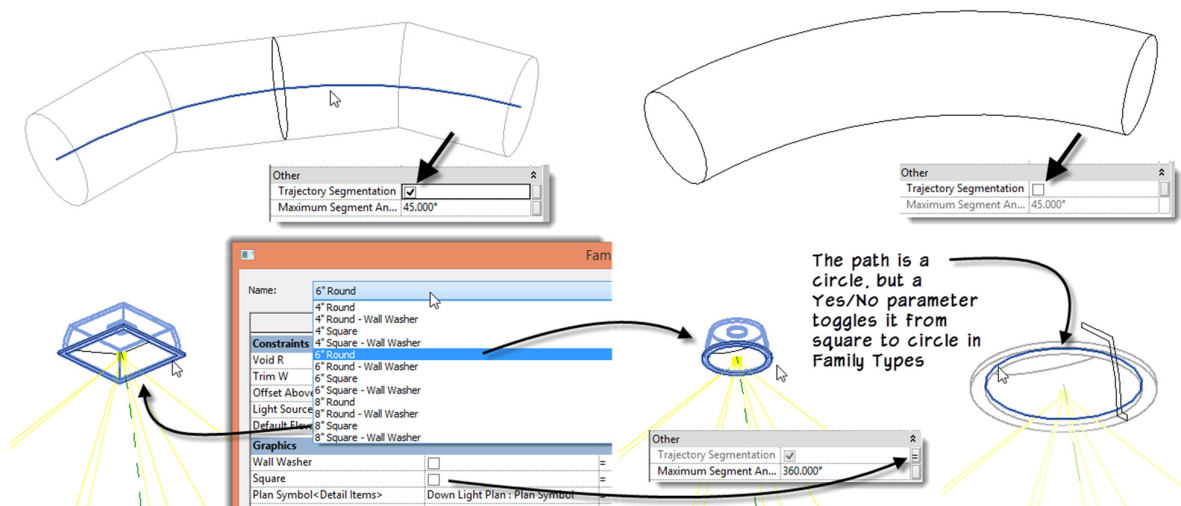 Other
Trajectory Segmentation
Maximum Segment An... 45.000°
Other
Trajectory Segmentation
Maximum Segment An... 45.000°
Fam
Name: 6" Round
4" Round
4" Round - Wall Washer
4" Square
4" Square - Wall Washer
6" Round
6" Round - Wall Washer
6" Square
6" Square - Wall Washer
8" Round
8" Round - Wall Washer
8" Square
8" Square - Wall Washer
Constraints
Void R
Trim W
Offset Above
Light Source
Default Eleva
Graphics
Wall Washer =
Square =
Plan Symbol<Detail Items> Down Light Plan : Plan Symbol =
The path is a
circle, but a
Yes/No parameter
toggles it from
square to circle in
Family Types
Other
Trajectory Segmentation =
Maximum Segment An... 360.000°